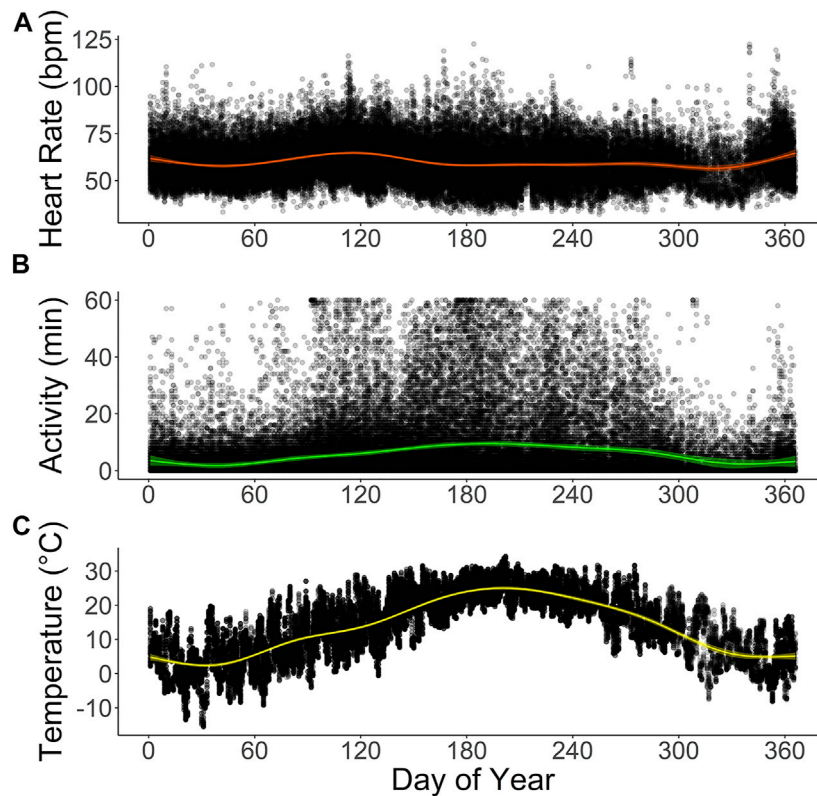 A
Heart Rate (bpm)
125
100
75
50
0 60 120 180 240 300 360
B
Activity (min)
60
40
20
0
0 60 120 180 240 300 360
C
Temperature (°C)
30
20
10
0
-10
0 60 120 180 240 300 360
Day of Year